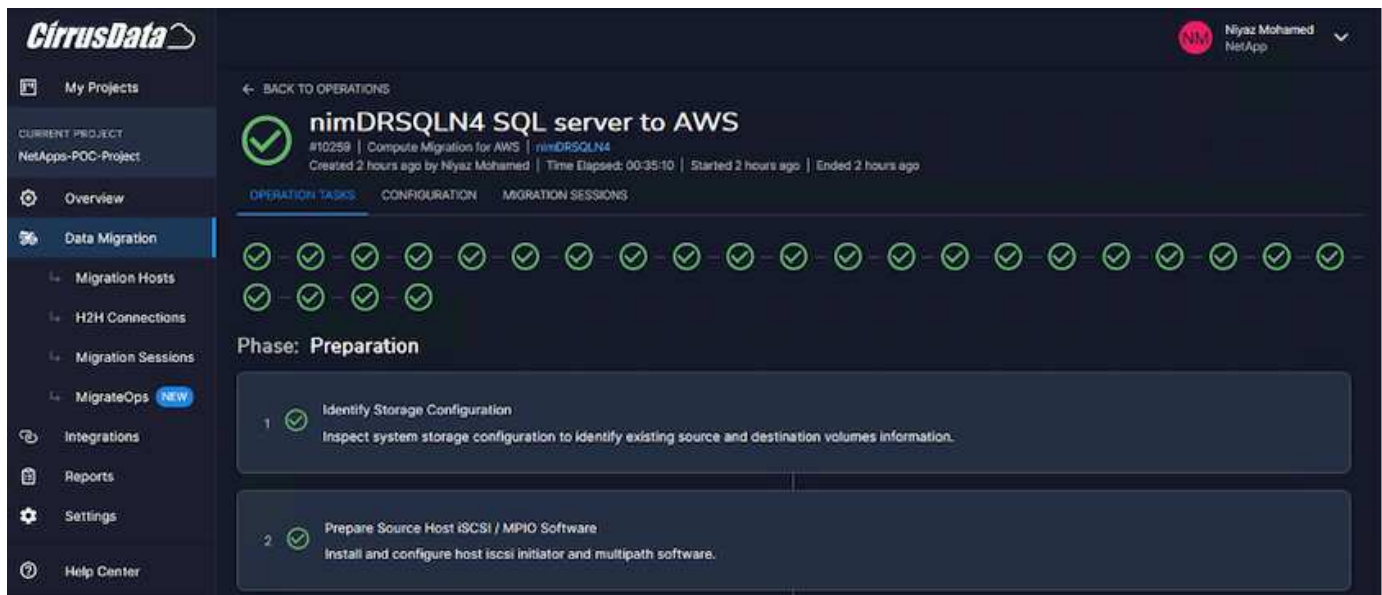 CirrusData
Niyaz Mohamed
NM
NetApp
My Projects
← BACK TO OPERATIONS
CURRENT PROJECT
NetApps-POC-Project
nimDRSQLN4 SQL server to AWS
#10259 | Compute Migration for AWS | nimDRSQLN4
Created 2 hours ago by Niyaz Mohamed | Time Elapsed: 00:35:10 | Started 2 hours ago | Ended 2 hours ago
Overview
OPERATION TASKS CONFIGURATION MIGRATION SESSIONS
Data Migration
Migration Hosts
H2H Connections
Migration Sessions
MigrateOps NEW
Integrations
Reports
Settings
Help Center
Phase: Preparation
1 Identify Storage Configuration
Inspect system storage configuration to identify existing source and destination volumes information.
2 Prepare Source Host iSCSI / MPIO Software
Install and configure host iscsi initiator and multipath software.